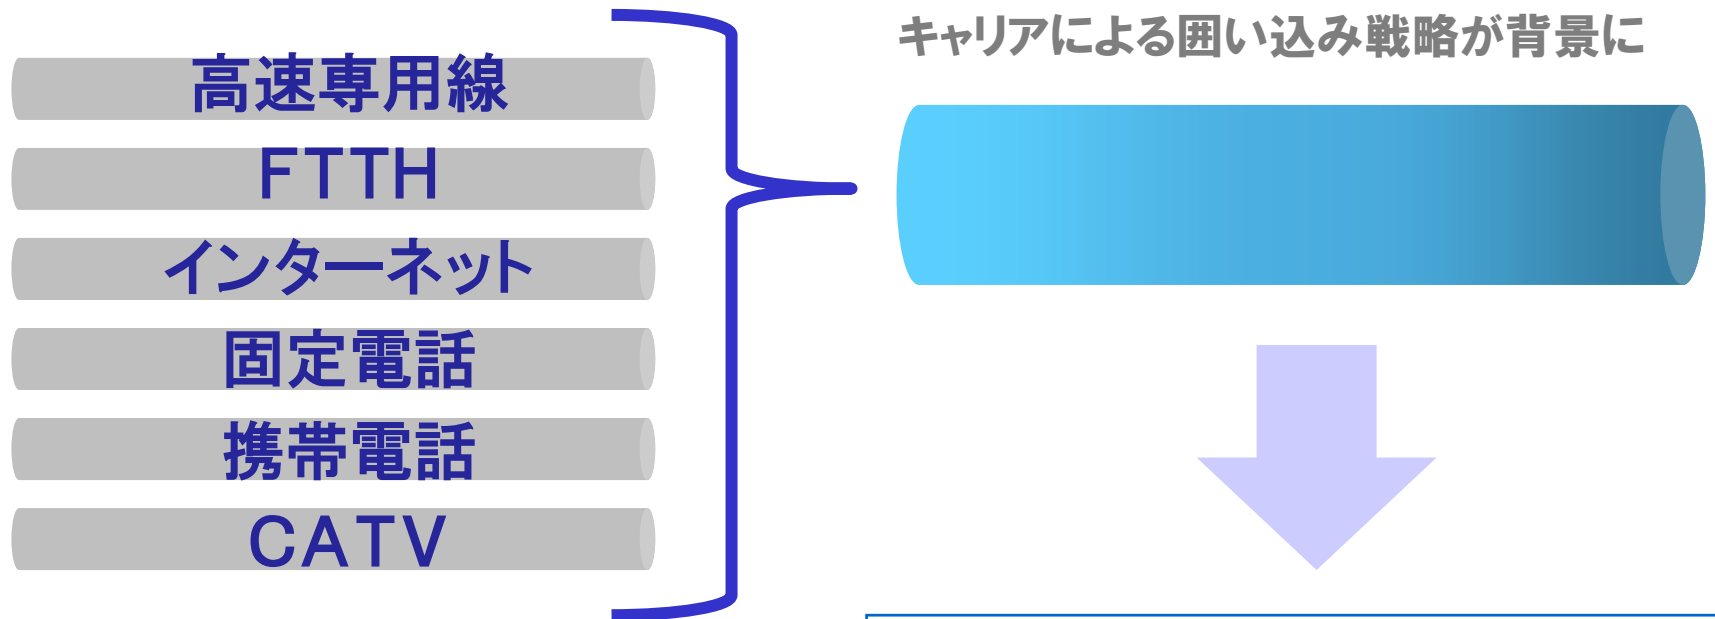 キャリアによる囲い込み戦略が背景に
高速専用線
FTTH
インターネット
固定電話
携帯電話
CATV